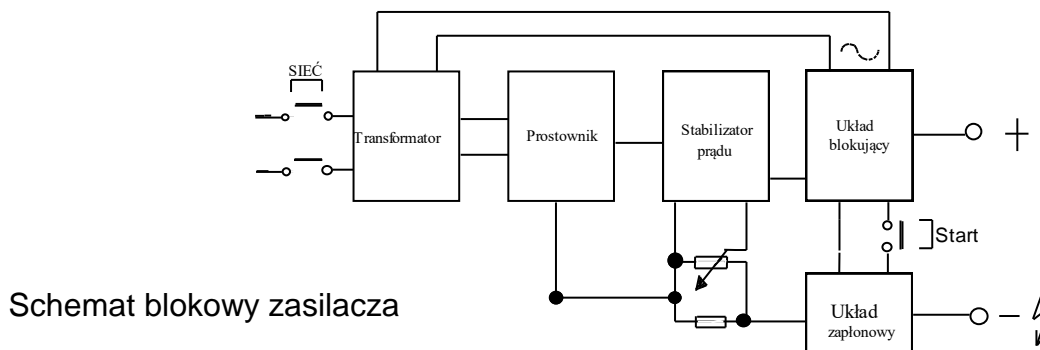 SIEĆ
Transformator
Prostownik
Stabilizator
prądu
Układ
blokujący
+
Start
Schemat blokowy zasilacza
Układ
zapłonowy
–